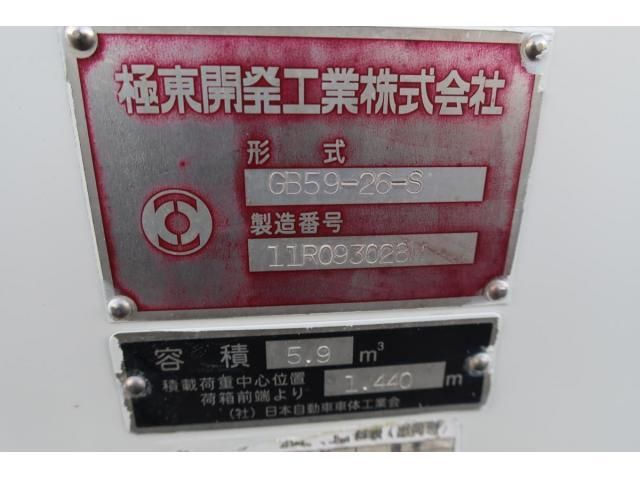 極東開発工業株式会社
形 式
GB59-26-S
製造番号
11R093628M
容 積 5.9 m³
積載荷重中心位置
荷箱前端より 1.440 m
(社) 日本自動車車体工業会